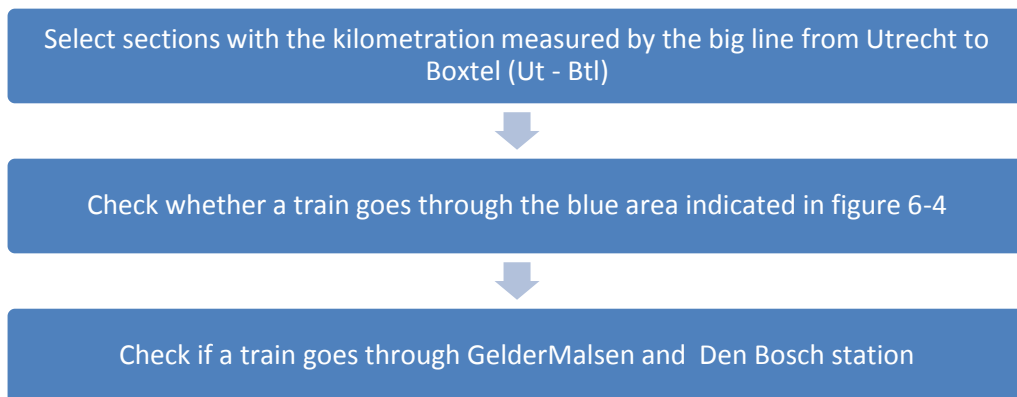 Select sections with the kilometration measured by the big line from Utrecht to
Boxtel (Ut - Btl)
Check whether a train goes through the blue area indicated in figure 6-4
Check if a train goes through GelderMalsen and  Den Bosch station